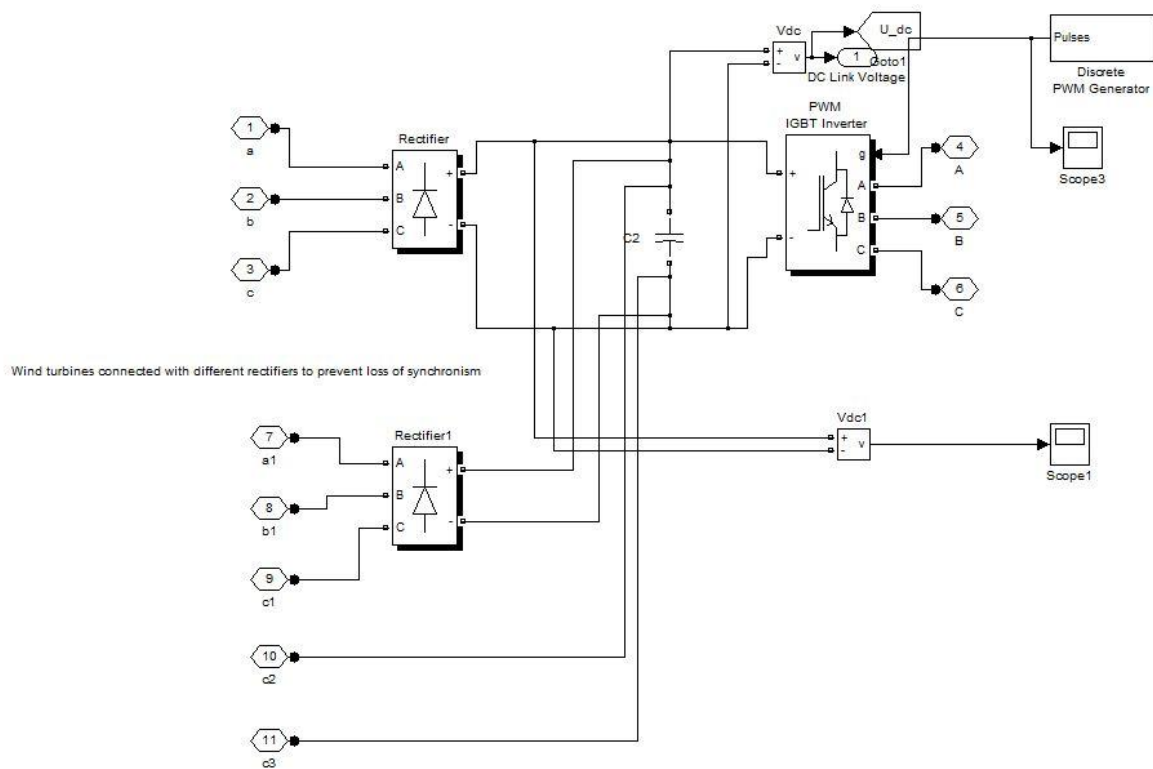 Vdc
U_dc
+
-
v
1
Goto1
DC Link Voltage
Pulses
Discrete
PWM Generator
PWM
IGBT Inverter
Rectifier
1
a
2
b
3
c
A
B
C
+
-
C2
+
-
g
A
B
C
4
A
5
B
6
C
Scope3
Wind turbines connected with different rectifiers to prevent loss of synchronism
7
a1
8
b1
9
c1
Rectifier1
A
B
C
+
-
Vdc1
+
-
v
Scope1
10
c2
11
c3